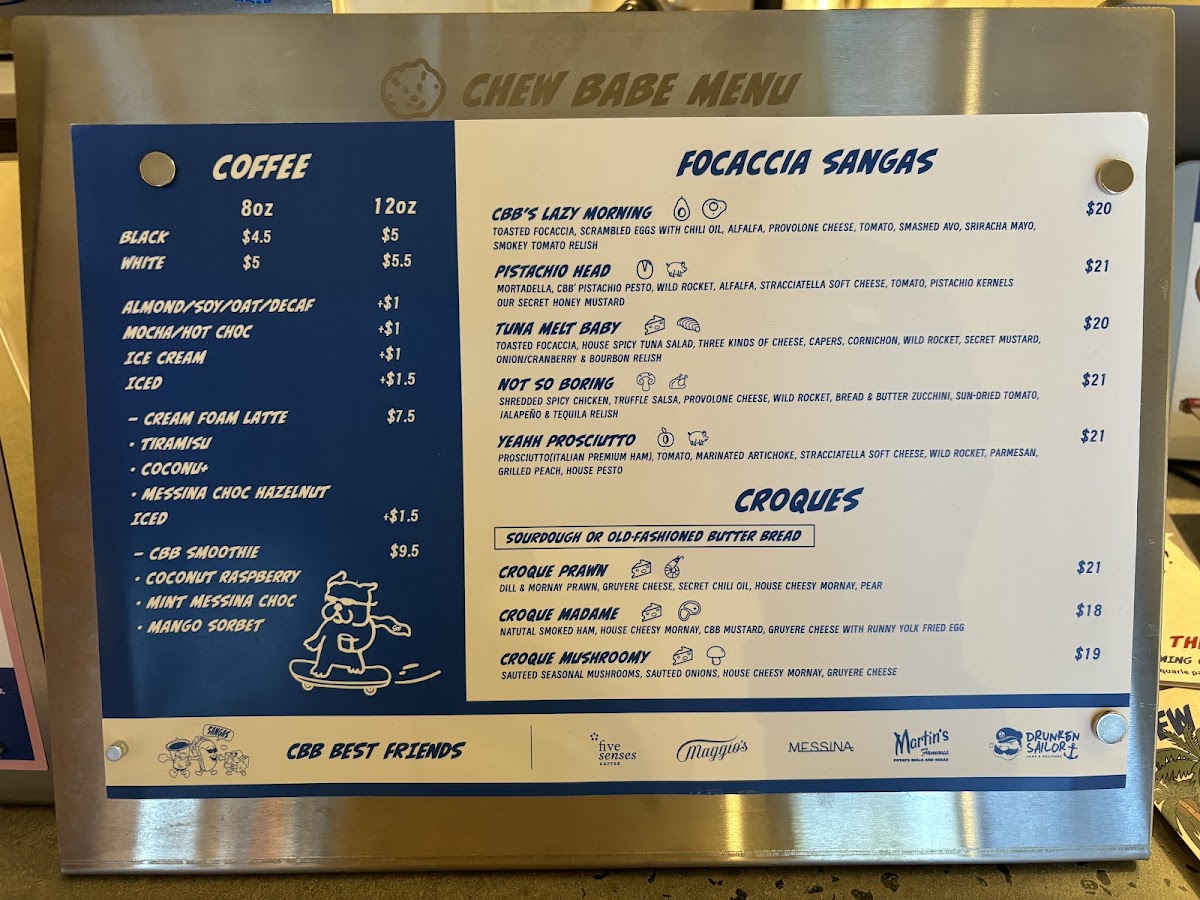 CHEW BABE MENU
COFFEE
8oz 12oz
BLACK $4.5 $5
WHITE $5 $5.5
ALMOND/SOY/OAT/DECAF +$1
MOCHA/HOT CHOC +$1
ICE CREAM +$1
ICED +$1.5
- CREAM FOAM LATTE $7.5
· TIRAMISU
· COCONU+
· MESSINA CHOC HAZELNUT
ICED +$1.5
- CBB SMOOTHIE $9.5
· COCONUT RASPBERRY
· MINT MESSINA CHOC
· MANGO SORBET
FOCACCIA SANGAS
CBB'S LAZY MORNING $20
TOASTED FOCACCIA, SCRAMBLED EGGS WITH CHILI OIL, ALFALFA, PROVOLONE CHEESE, TOMATO, SMASHED AVO, SRIRACHA MAYO,
SMOKEY TOMATO RELISH
PISTACHIO HEAD $21
MORTADELLA, CBB' PISTACHIO PESTO, WILD ROCKET, ALFALFA, STRACCIATELLA SOFT CHEESE, TOMATO, PISTACHIO KERNELS
OUR SECRET HONEY MUSTARD
TUNA MELT BABY $20
TOASTED FOCACCIA, HOUSE SPICY TUNA SALAD, THREE KINDS OF CHEESE, CAPERS, CORNICHON, WILD ROCKET, SECRET MUSTARD,
ONION/CRANBERRY & BOURBON RELISH
NOT SO BORING $21
SHREDDED SPICY CHICKEN, TRUFFLE SALSA, PROVOLONE CHEESE, WILD ROCKET, BREAD & BUTTER ZUCCHINI, SUN-DRIED TOMATO,
JALAPEÑO & TEQUILA RELISH
YEAHH PROSCIUTTO $21
PROSCIUTTO(ITALIAN PREMIUM HAM), TOMATO, MARINATED ARTICHOKE, STRACCIATELLA SOFT CHEESE, WILD ROCKET, PARMESAN,
GRILLED PEACH, HOUSE PESTO
CROQUES
SOURDOUGH OR OLD-FASHIONED BUTTER BREAD
CROQUE PRAWN $21
DILL & MORNAY PRAWN, GRUYERE CHEESE, SECRET CHILI OIL, HOUSE CHEESY MORNAY, PEAR
CROQUE MADAME $18
NATUTAL SMOKED HAM, HOUSE CHEESY MORNAY, CBB MUSTARD, GRUYERE CHEESE WITH RUNNY YOLK FRIED EGG
CROQUE MUSHROOMY $19
SAUTEED SEASONAL MUSHROOMS, SAUTEED ONIONS, HOUSE CHEESY MORNAY, GRUYERE CHEESE
SANGAS
CBB BEST FRIENDS
five
senses
COFFEE
Maggio's
MESSINA
Martin's
Famous
POTATO ROLLS AND BREAD
DRUNKEN
SAILOR
JAMS & RELISHES